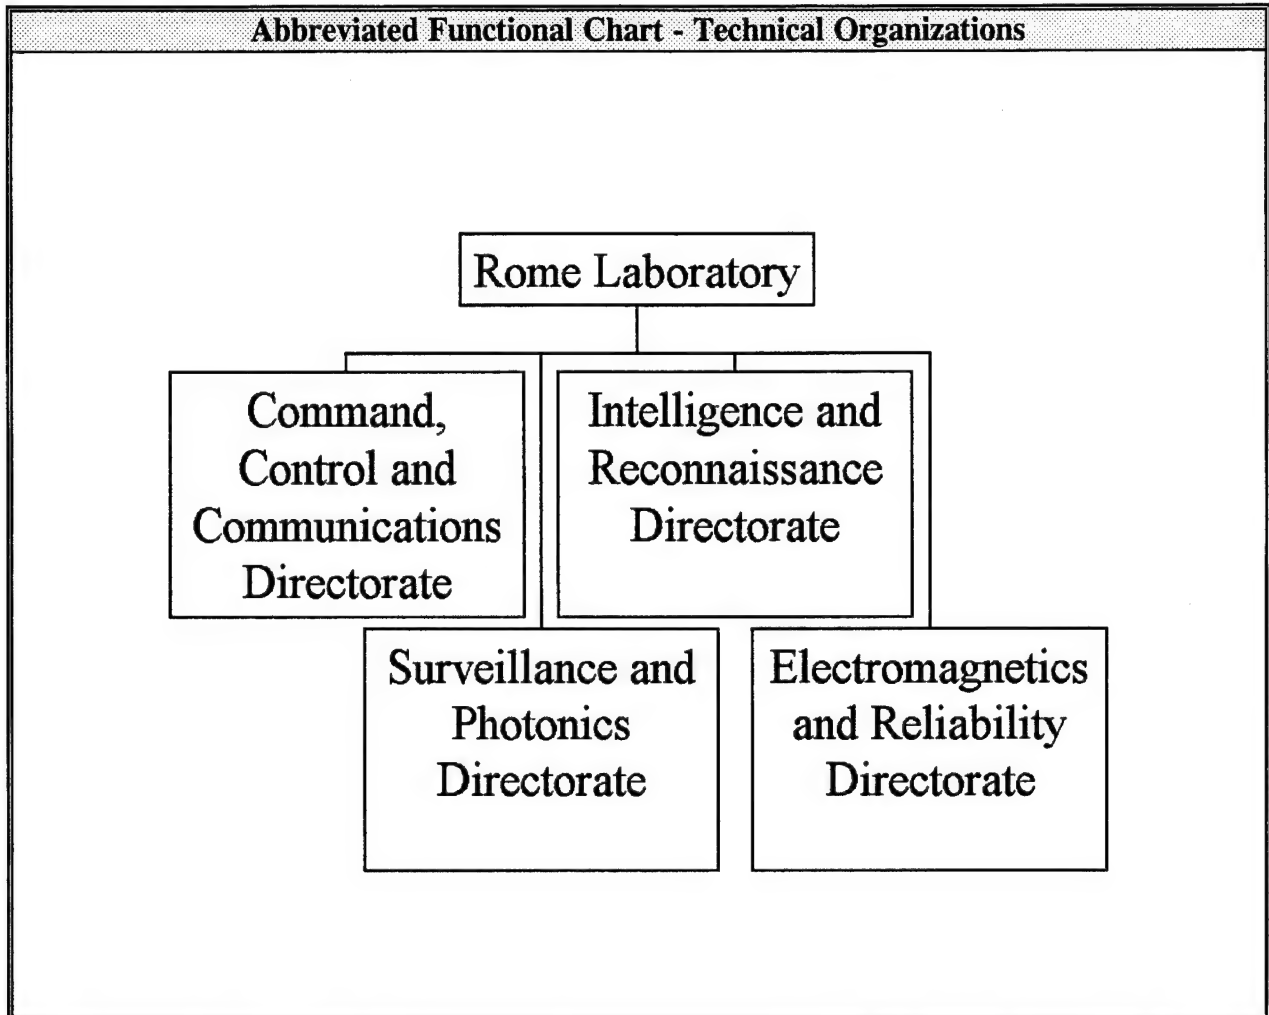 Abbreviated Functional Chart - Technical Organizations
Rome Laboratory
Command,
Control and
Communications
Directorate
Intelligence and
Reconnaissance
Directorate
Surveillance and
Photonics
Directorate
Electromagnetics
and Reliability
Directorate